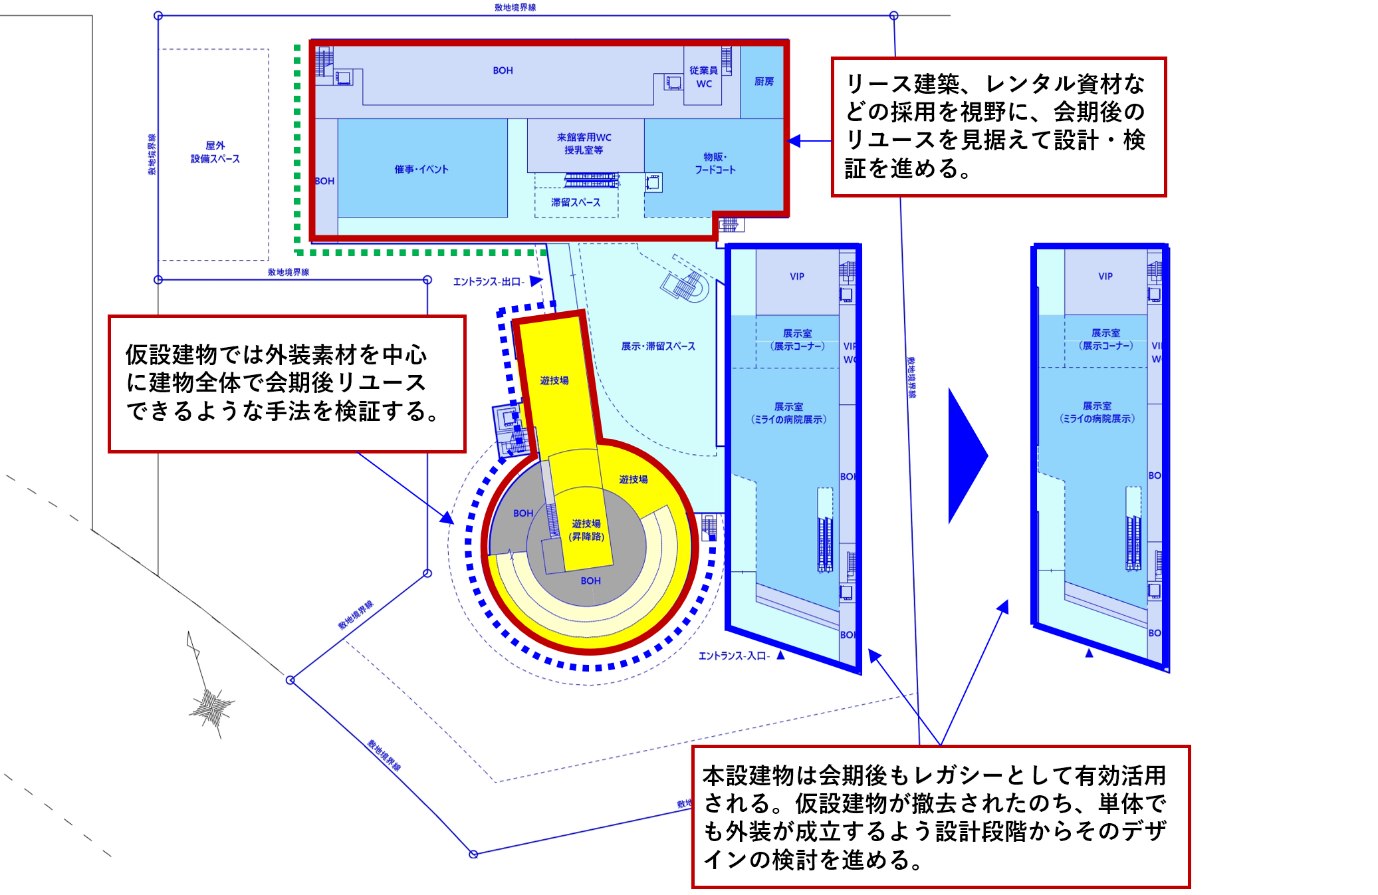 敷地境界線
BOH
従業員
WC
厨房
リース建築、レンタル資材な
どの採用を視野に、会期後の
リユースを見据えて設計・検
証を進める。
敷地境界線
屋外
設備スペース
来館客用WC
授乳室等
催事・イベント
物販・
フードコート
BOH
滞留スペース
敷地境界線
エントランス-出口-
VIP
VIP
展示室
(展示コーナー)
展示室
(展示コーナー)
展示・滞留スペース
VI
WC
VI
W
敷地境界線
仮設建物では外装素材を中心
に建物全体で会期後リユース
できるような手法を検証する。
遊技場
展示室
(ミライの病院展示)
展示室
(ミライの病院展示)
遊技場
BOH
BO
BOH
遊技場
(昇降路)
BOH
敷地境界線
BOH
BO
エントランス-入口-
敷地境界線
本設建物は会期後もレガシーとして有効活用
される。仮設建物が撤去されたのち、単体で
も外装が成立するよう設計段階からそのデザ
インの検討を進める。
敷地